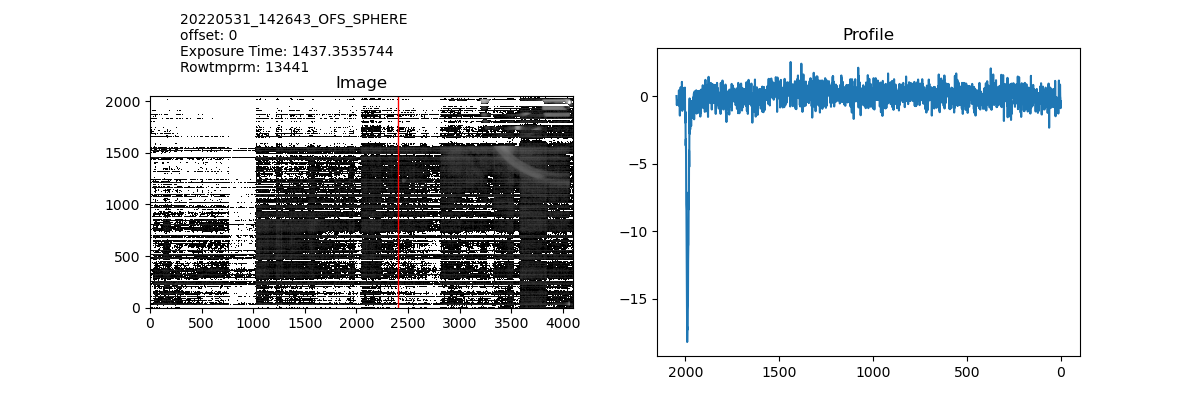 20220531_142643_OFS_SPHERE
offset: 0
Exposure Time: 1437.3535744
Rowtmprm: 13441
Image
Profile
2000
1500
1000
500
0
0 500 1000 1500 2000 2500 3000 3500 4000
0
−5
−10
−15
2000 1500 1000 500 0